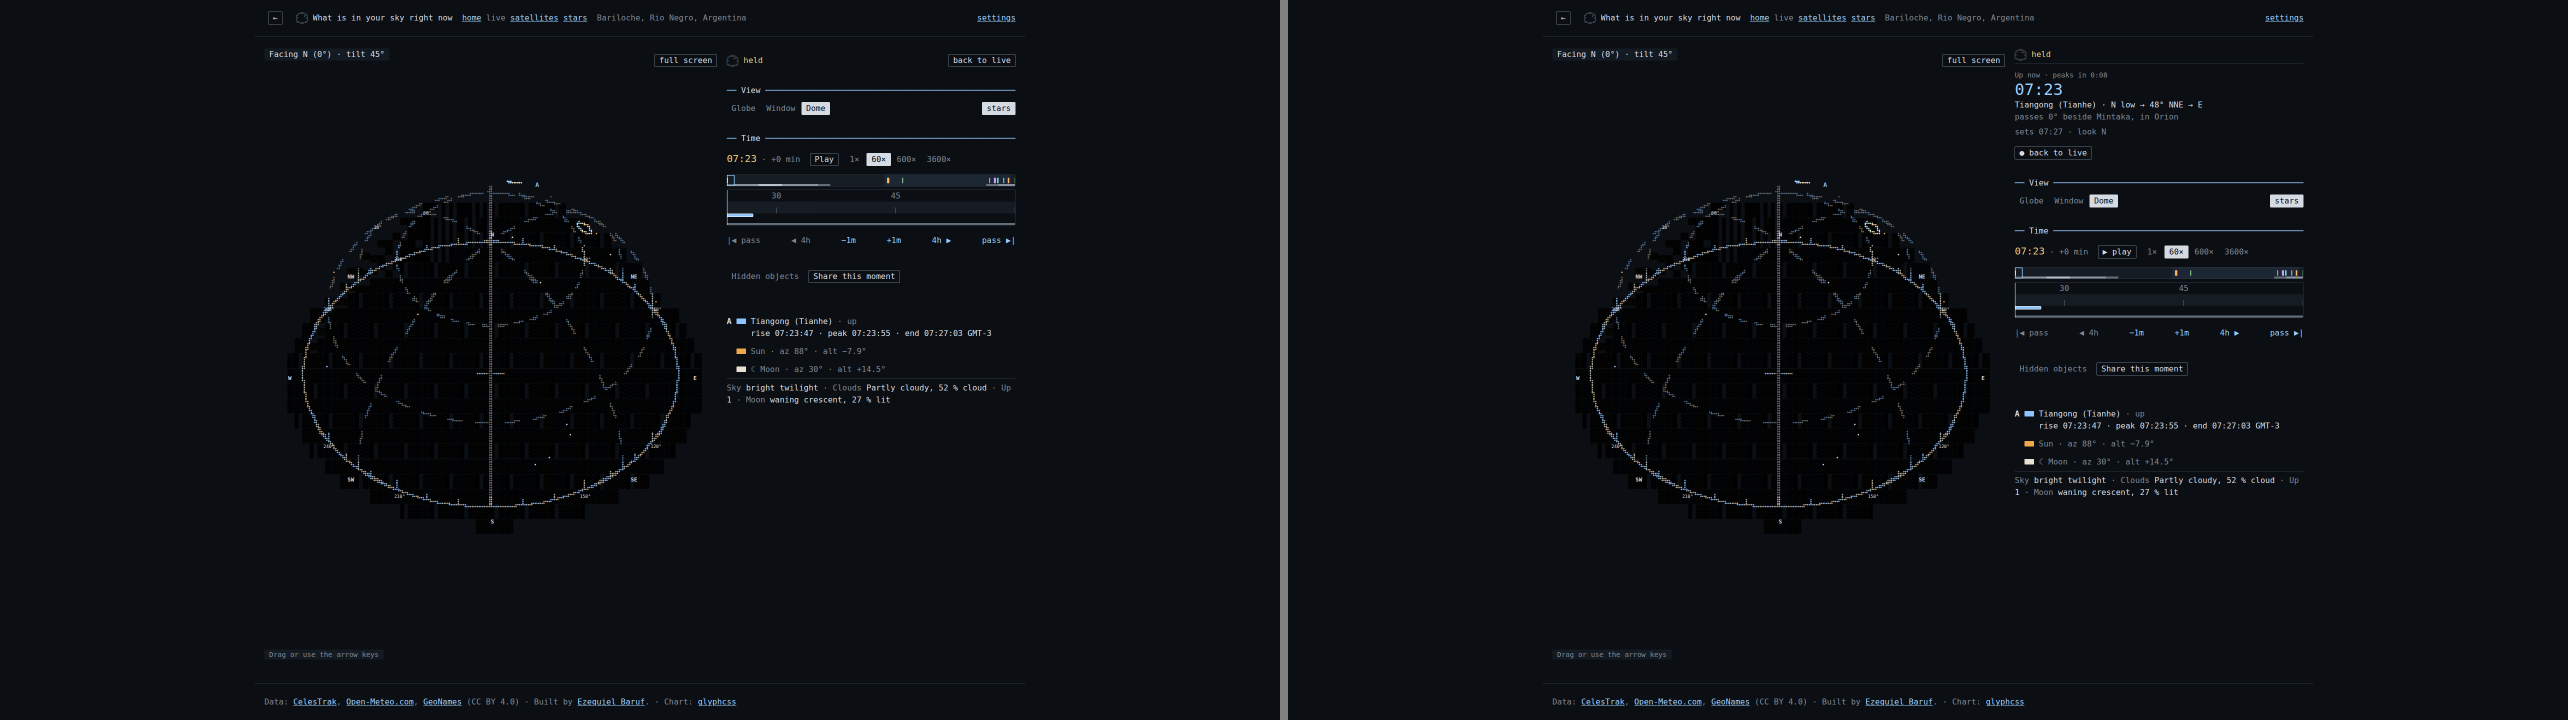 ← What is in your sky right now home live satellites stars Bariloche, Rio Negro, Argentina settings
Facing N (0°) · tilt 45°
full screen
held
back to live
View
Globe Window Dome stars
Time
07:23 · +0 min Play 1× 60× 600× 3600×
30 45
|◀ pass ◀ 4h −1m +1m 4h ▶ pass ▶|
Hidden objects Share this moment
A Tiangong (Tianhe) · up
rise 07:23:47 · peak 07:23:55 · end 07:27:03 GMT-3
Sun · az 88° · alt −7.9°
☾ Moon · az 30° · alt +14.5°
Sky bright twilight · Clouds Partly cloudy, 52 % cloud · Up
1 · Moon waning crescent, 27 % lit
A
N
NW
NE
W
E
240°
120°
SW
SE
210°
150°
S
Drag or use the arrow keys
Data: CelesTrak, Open-Meteo.com, GeoNames (CC BY 4.0) · Built by Ezequiel Baruf. · Chart: glyphcss
← What is in your sky right now home live satellites stars Bariloche, Rio Negro, Argentina settings
Facing N (0°) · tilt 45°
full screen
held
Up now · peaks in 0:08
07:23
Tiangong (Tianhe) · N low → 48° NNE → E
passes 0° beside Mintaka, in Orion
sets 07:27 · look N
● back to live
View
Globe Window Dome stars
Time
07:23 · +0 min ▶ play 1× 60× 600× 3600×
30 45
|◀ pass ◀ 4h −1m +1m 4h ▶ pass ▶|
Hidden objects Share this moment
A Tiangong (Tianhe) · up
rise 07:23:47 · peak 07:23:55 · end 07:27:03 GMT-3
Sun · az 88° · alt −7.9°
☾ Moon · az 30° · alt +14.5°
Sky bright twilight · Clouds Partly cloudy, 52 % cloud · Up
1 · Moon waning crescent, 27 % lit
A
N
NW
NE
W
E
240°
120°
SW
SE
210°
150°
S
Drag or use the arrow keys
Data: CelesTrak, Open-Meteo.com, GeoNames (CC BY 4.0) · Built by Ezequiel Baruf. · Chart: glyphcss